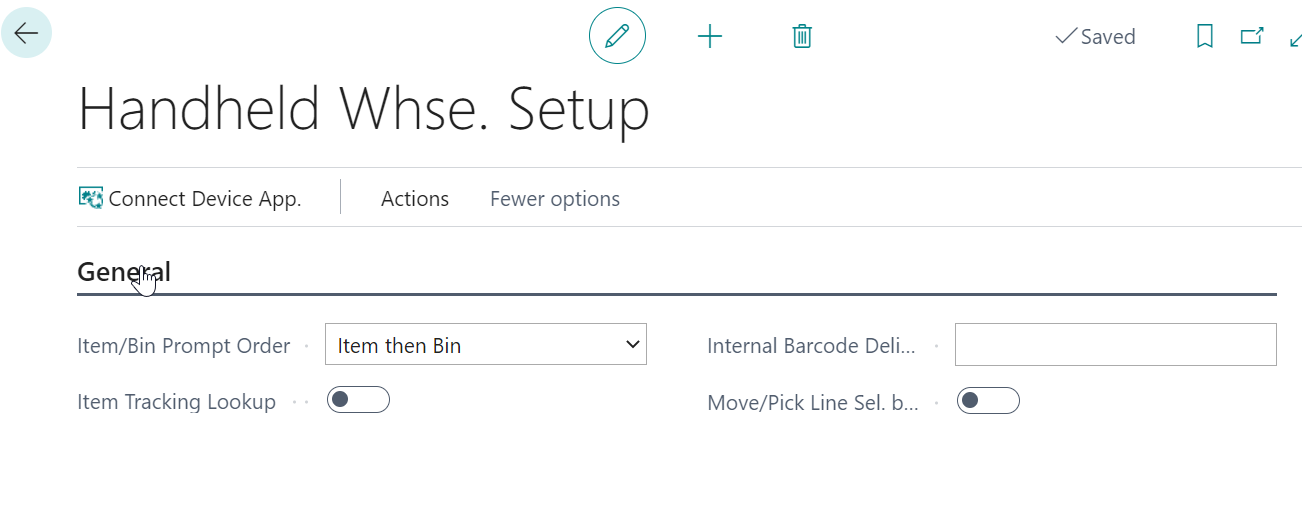 Saved
Handheld Whse. Setup
Connect Device App. Actions Fewer options
General
Item/Bin Prompt Order Item then Bin Internal Barcode Deli...
Item Tracking Lookup Move/Pick Line Sel. b...